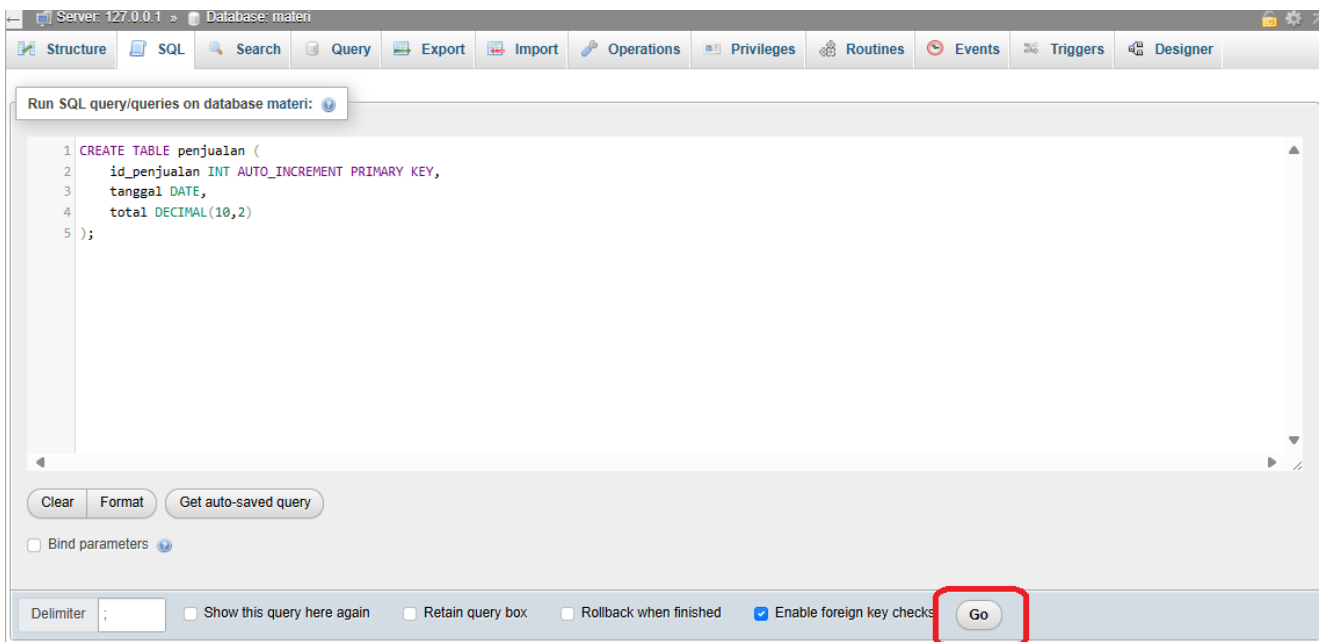 Server: 127.0.0.1 » Database: materi
Structure SQL Search Query Export Import Operations Privileges Routines Events Triggers Designer
Run SQL query/queries on database materi:
1 CREATE TABLE penjualan (
2 id_penjualan INT AUTO_INCREMENT PRIMARY KEY,
3 tanggal DATE,
4 total DECIMAL(10,2)
5 );
Clear Format Get auto-saved query
Bind parameters
Delimiter ; Show this query here again Retain query box Rollback when finished Enable foreign key checks Go